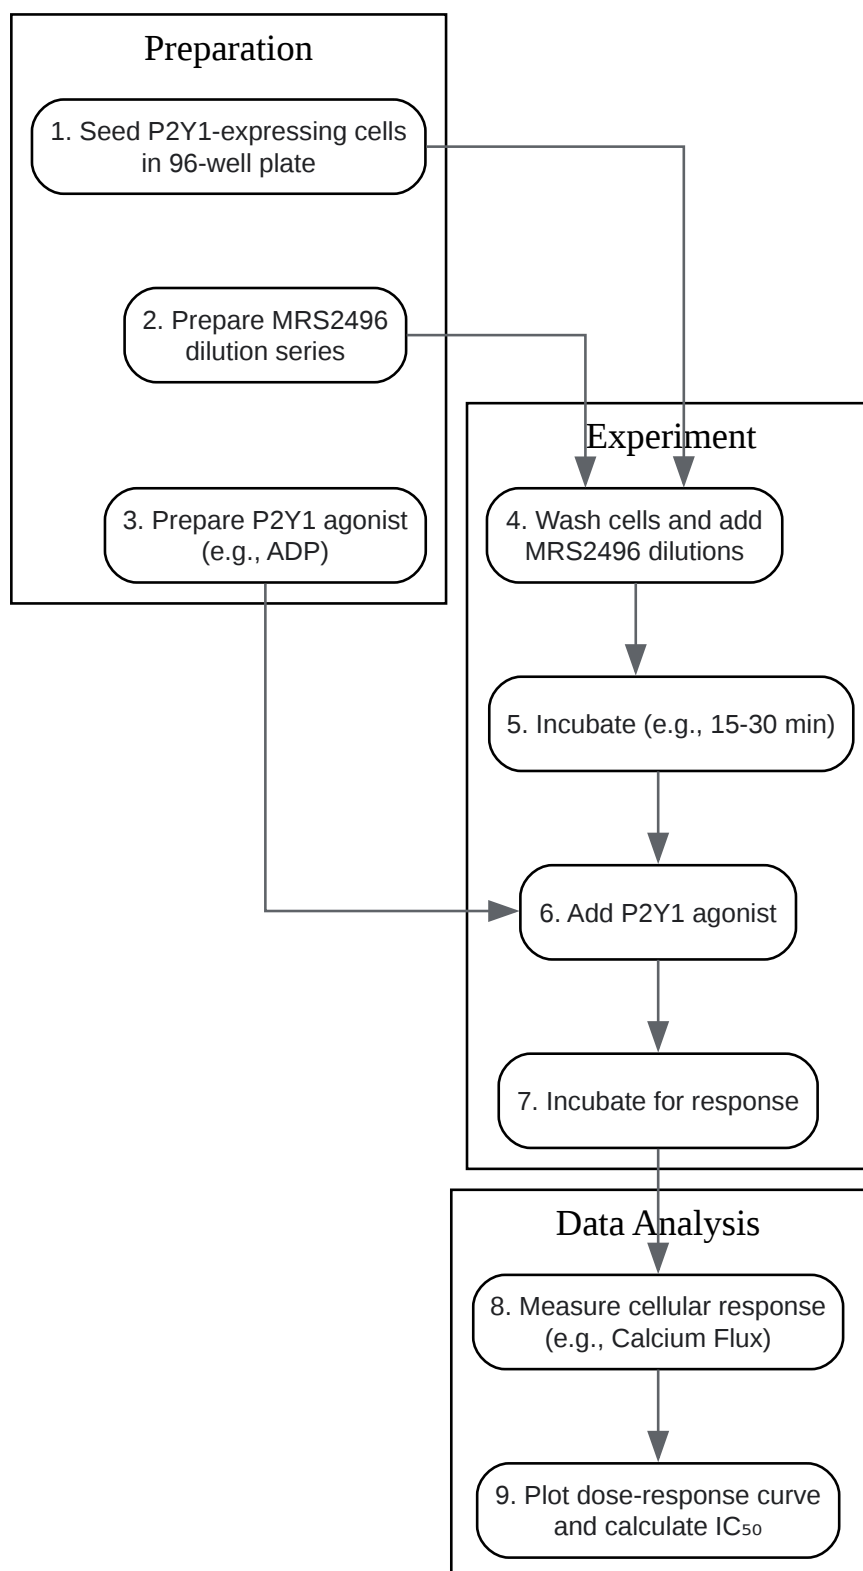 Preparation
1. Seed P2Y1-expressing cells
in 96-well plate
2. Prepare MRS2496
dilution series
3. Prepare P2Y1 agonist
(e.g., ADP)
Experiment
4. Wash cells and add
MRS2496 dilutions
5. Incubate (e.g., 15-30 min)
6. Add P2Y1 agonist
7. Incubate for response
Data Analysis
8. Measure cellular response
(e.g., Calcium Flux)
9. Plot dose-response curve
and calculate IC₅₀